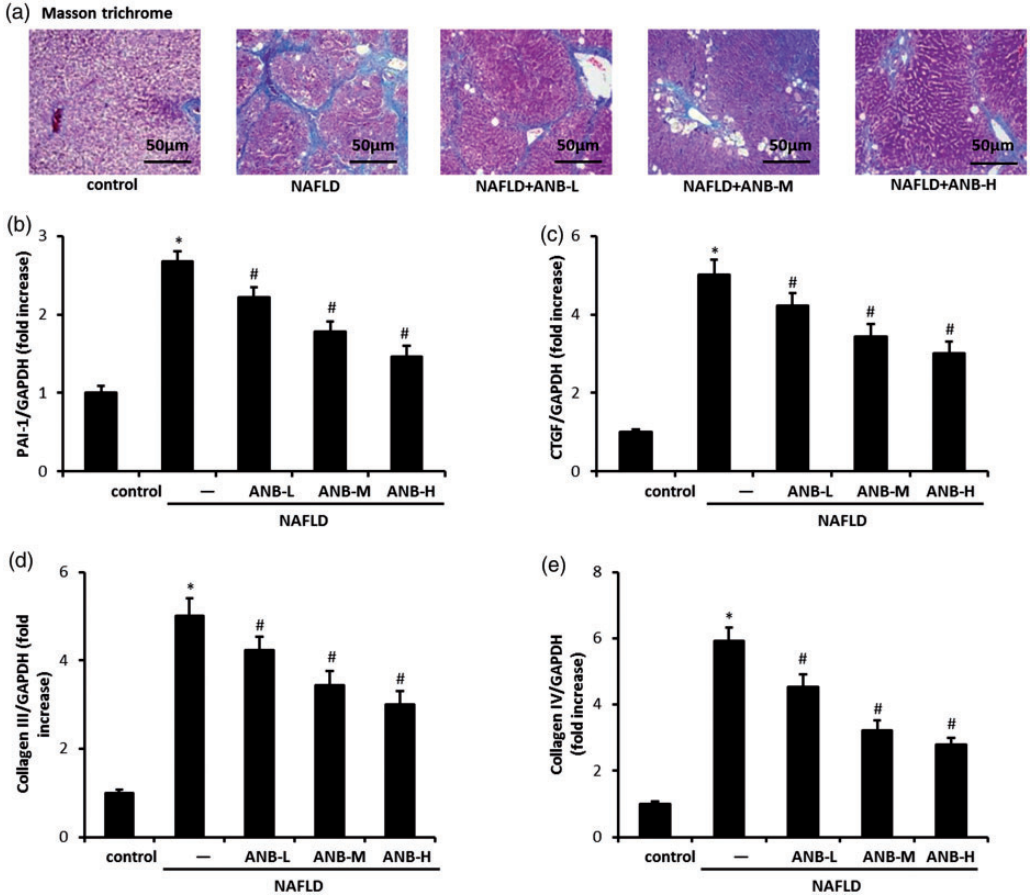 (a) Masson trichrome
50μm 50μm 50μm 50μm 50μm
control NAFLD NAFLD+ANB-L NAFLD+ANB-M NAFLD+ANB-H
(b)
PAI-1/GAPDH (fold increase)
3
2
1
0
*
#
#
#
control — ANB-L ANB-M ANB-H
NAFLD
(c)
CTGF/GAPDH (fold increase)
6
4
2
0
*
#
#
#
control — ANB-L ANB-M ANB-H
NAFLD
(d)
Collagen III/GAPDH (fold
increase)
6
4
2
0
*
#
#
#
control — ANB-L ANB-M ANB-H
NAFLD
(e)
Collagen IV/GAPDH
(fold increase)
8
6
4
2
0
*
#
#
#
control — ANB-L ANB-M ANB-H
NAFLD